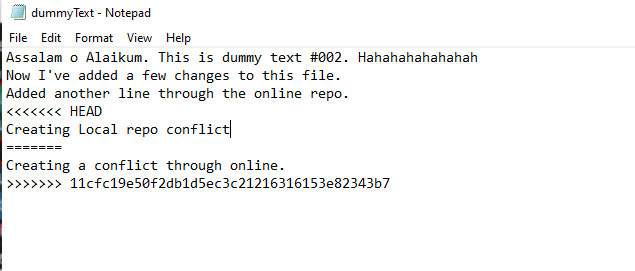 dummyText - Notepad
File Edit Format View Help
Assalam o Alaikum. This is dummy text #002. Hahahahahahahah
Now I've added a few changes to this file.
Added another line through the online repo.
<<<<<<< HEAD
Creating Local repo conflict
=======
Creating a conflict through online.
>>>>>>> 11cfc19e50f2db1d5ec3c21216316153e82343b7